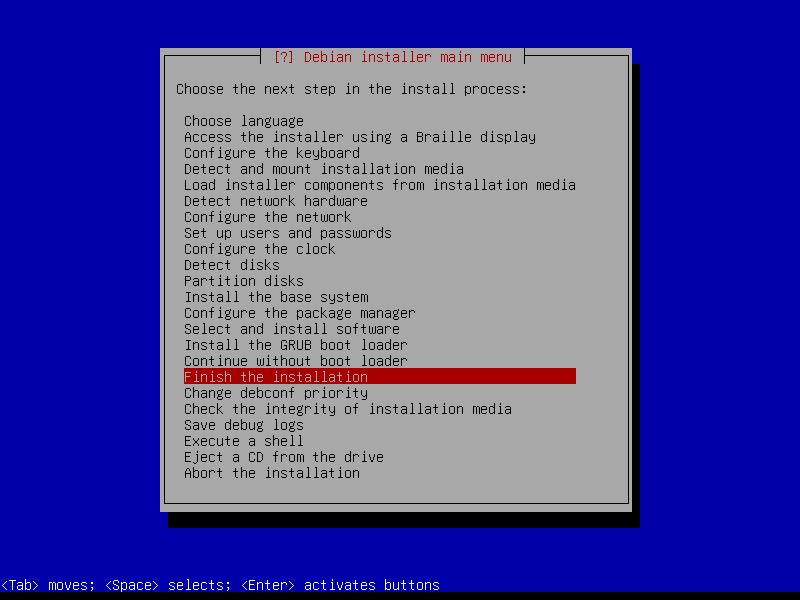 [?] Debian installer main menu
Choose the next step in the install process:
Choose language
Access the installer using a Braille display
Configure the keyboard
Detect and mount installation media
Load installer components from installation media
Detect network hardware
Configure the network
Set up users and passwords
Configure the clock
Detect disks
Partition disks
Install the base system
Configure the package manager
Select and install software
Install the GRUB boot loader
Continue without boot loader
Finish the installation
Change debconf priority
Check the integrity of installation media
Save debug logs
Execute a shell
Eject a CD from the drive
Abort the installation
<Tab> moves; <Space> selects; <Enter> activates buttons